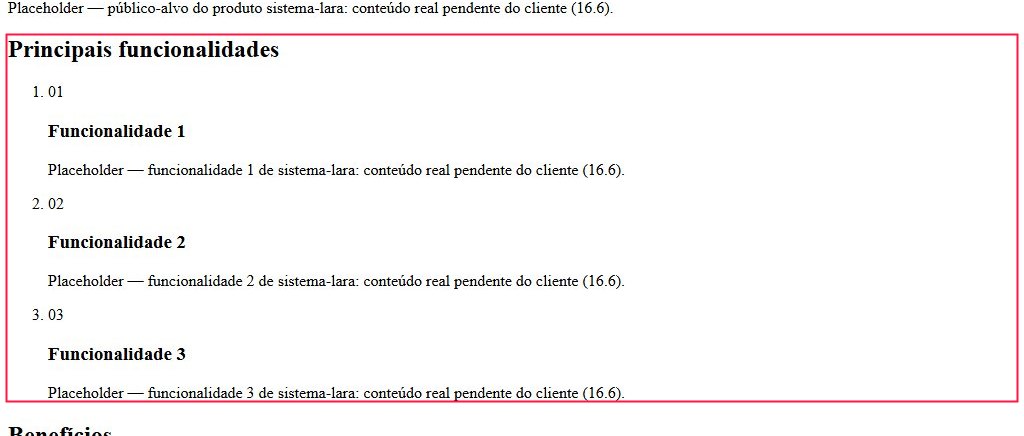 Placeholder — público-alvo do produto sistema-lara: conteúdo real pendente do cliente (16.6).
Principais funcionalidades
1. 01
Funcionalidade 1
Placeholder — funcionalidade 1 de sistema-lara: conteúdo real pendente do cliente (16.6).
2. 02
Funcionalidade 2
Placeholder — funcionalidade 2 de sistema-lara: conteúdo real pendente do cliente (16.6).
3. 03
Funcionalidade 3
Placeholder — funcionalidade 3 de sistema-lara: conteúdo real pendente do cliente (16.6).
Benefícios